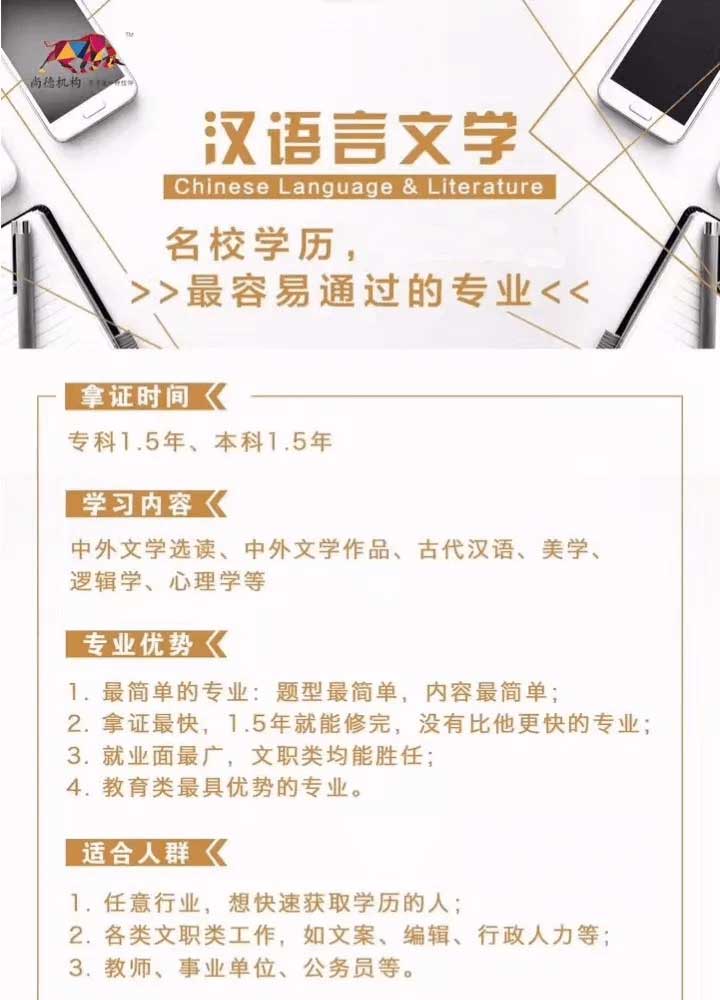 TM
尚德机构
汉语言文学
Chinese Language & Literature
名校学历，
>>最容易通过的专业<<
拿证时间
专科1.5年、本科1.5年
学习内容
中外文学选读、中外文学作品、古代汉语、美学、
逻辑学、心理学等
专业优势
1. 最简单的专业：题型最简单，内容最简单；
2. 拿证最快，1.5年就能修完，没有比他更快的专业；
3. 就业面最广，文职类均能胜任；
4. 教育类最具优势的专业。
适合人群
1. 任意行业，想快速获取学历的人；
2. 各类文职类工作，如文案、编辑、行政人力等；
3. 教师、事业单位、公务员等。